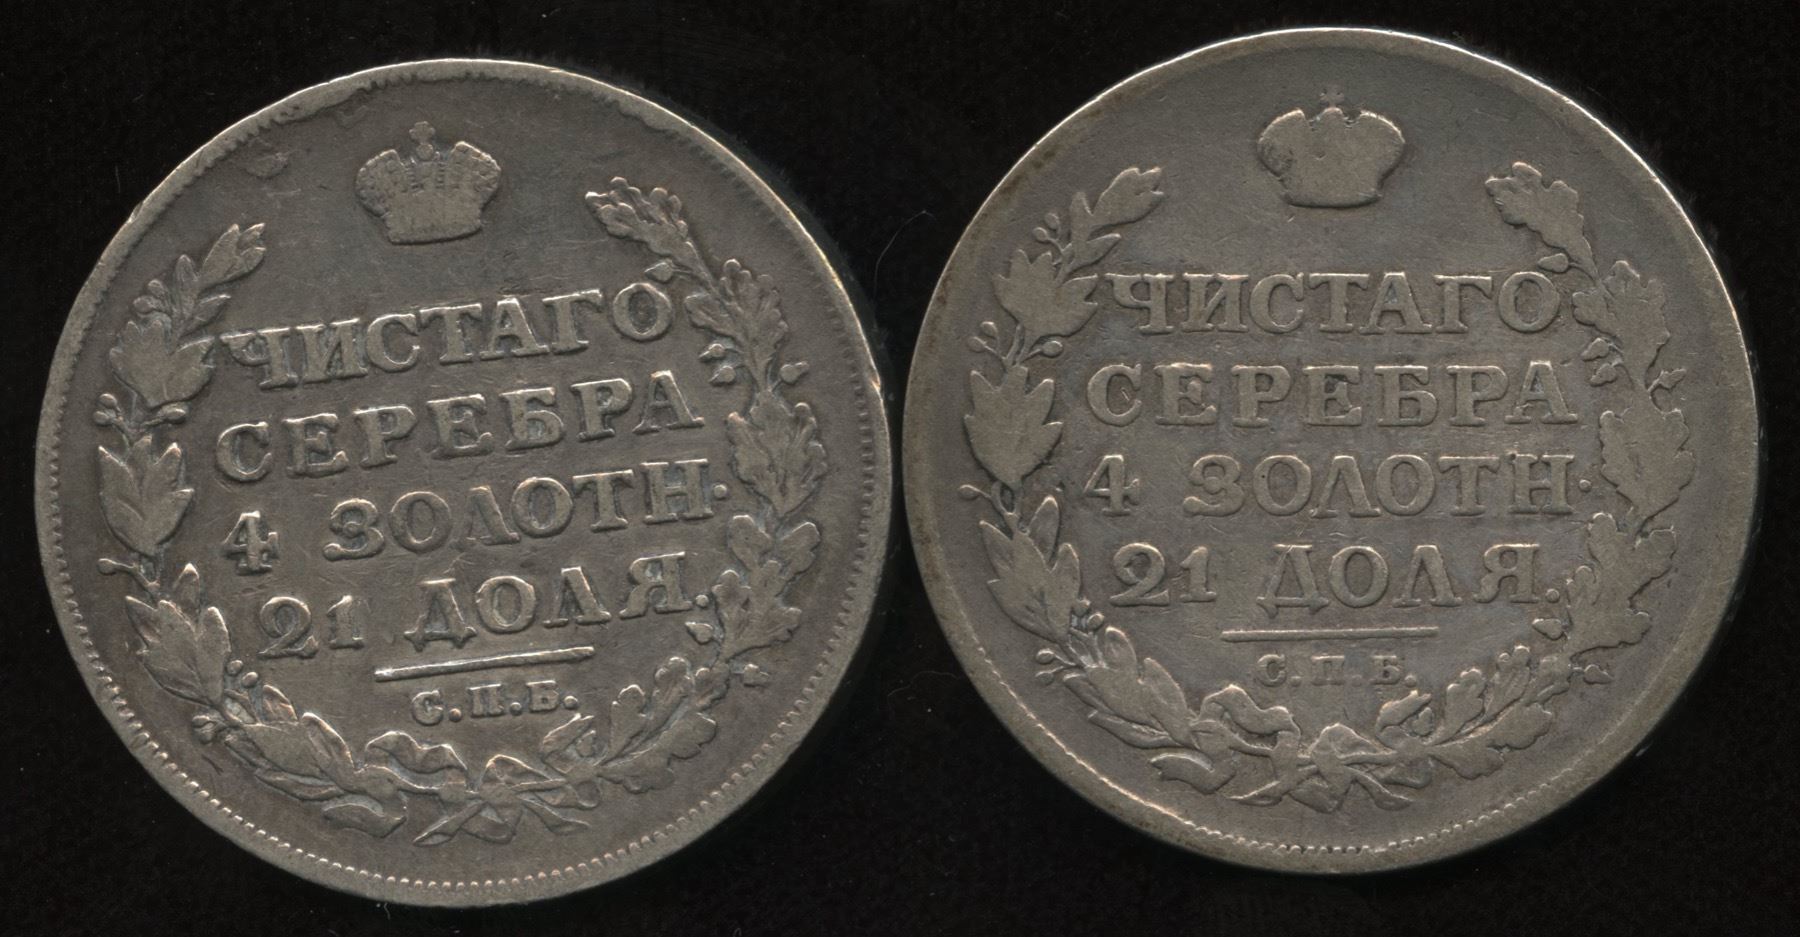 ЧИСТАГО
СЕРЕБРА
4 ЗОЛОТН.
21 ДОЛЯ.
С.П.Б.
ЧИСТАГО
СЕРЕБРА
4 ЗОЛОТН.
21 ДОЛЯ.
С.П.Б.